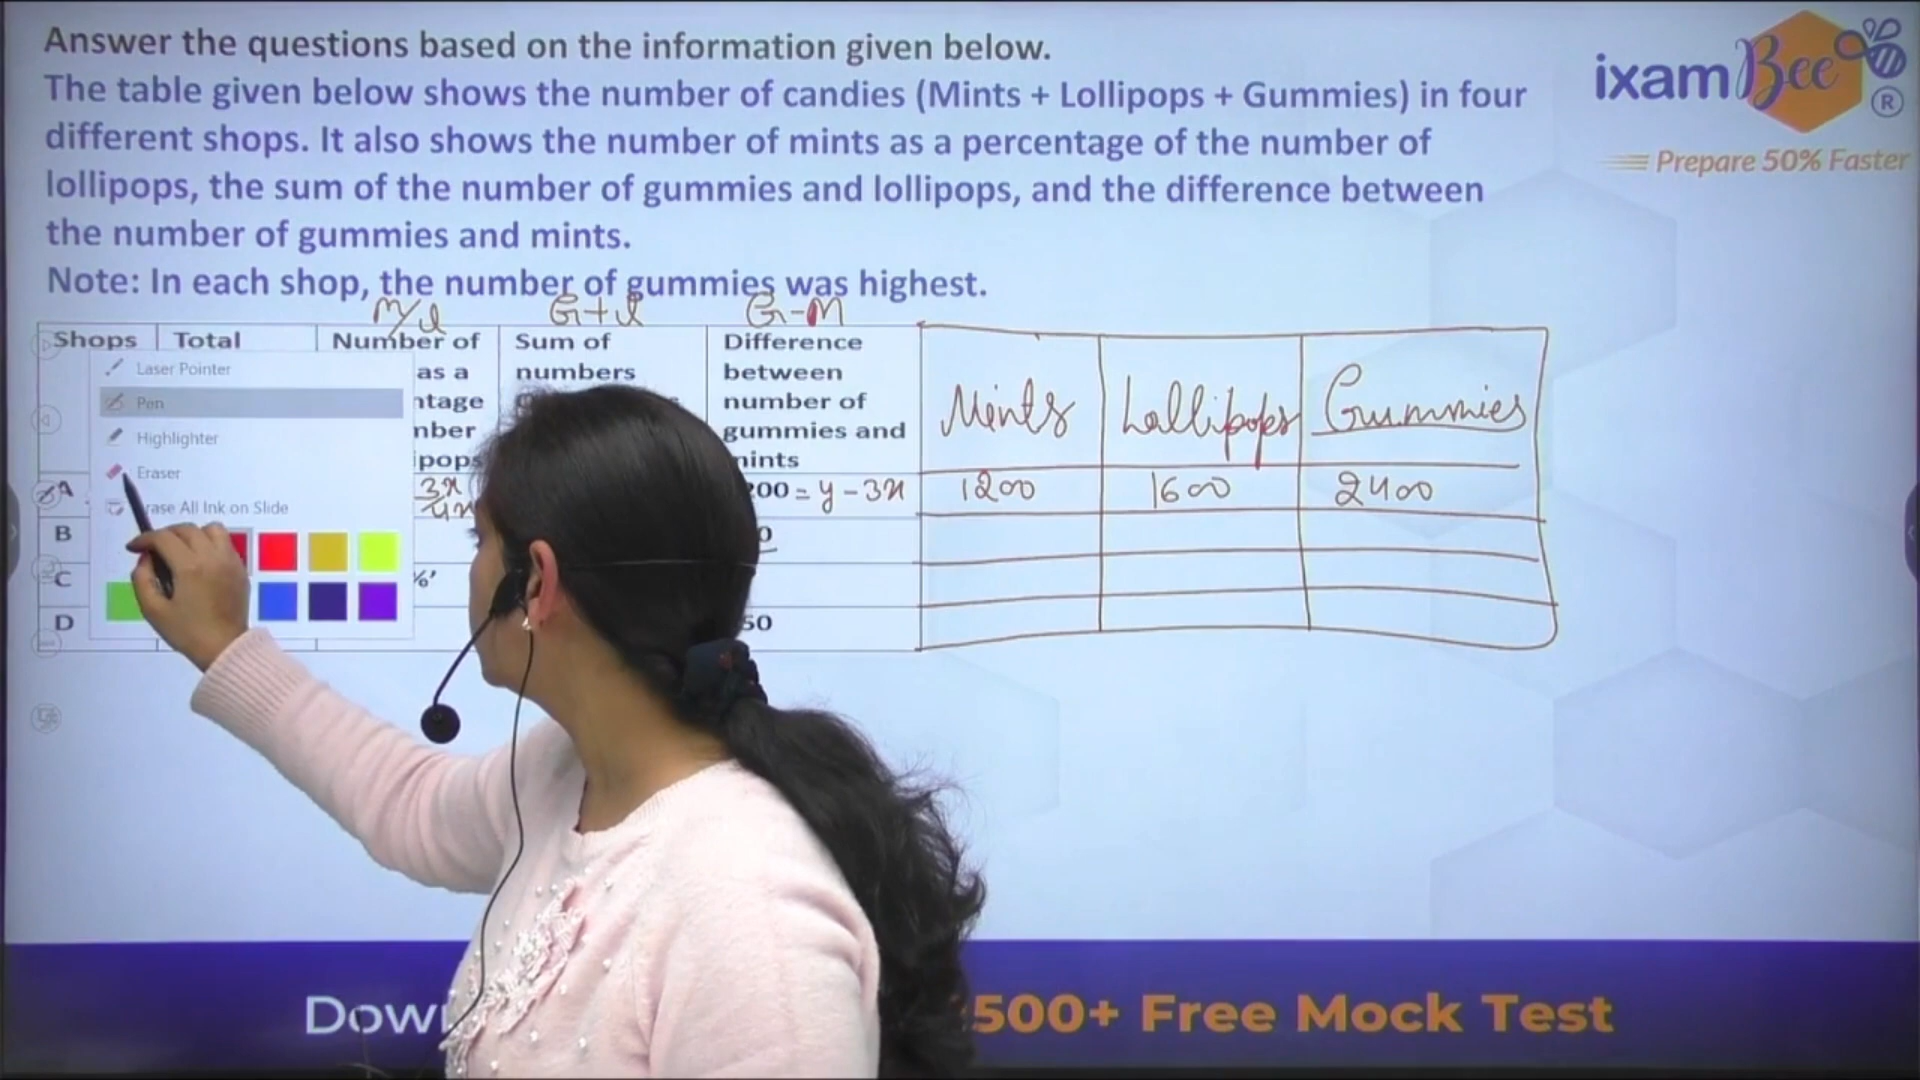 Answer the questions based on the information given below.
The table given below shows the number of candies (Mints + Lollipops + Gummies) in four
different shops. It also shows the number of mints as a percentage of the number of
lollipops, the sum of the number of gummies and lollipops, and the difference between
the number of gummies and mints.
Note: In each shop, the number of gummies was highest.
ixamBee
®
Prepare 50% Faster
M/l G+l G-M
Shops Total Number of Sum of Difference
as a numbers between
ntage number of
nber gummies and
pops mints
Mints Lollipops Gummies
Laser Pointer
Pen
Highlighter
Eraser
rase All Ink on Slide
A 3x/4x 200 = y - 3x 1200 1600 2400
B 0
C %'
D 50
Dow 500+ Free Mock Test